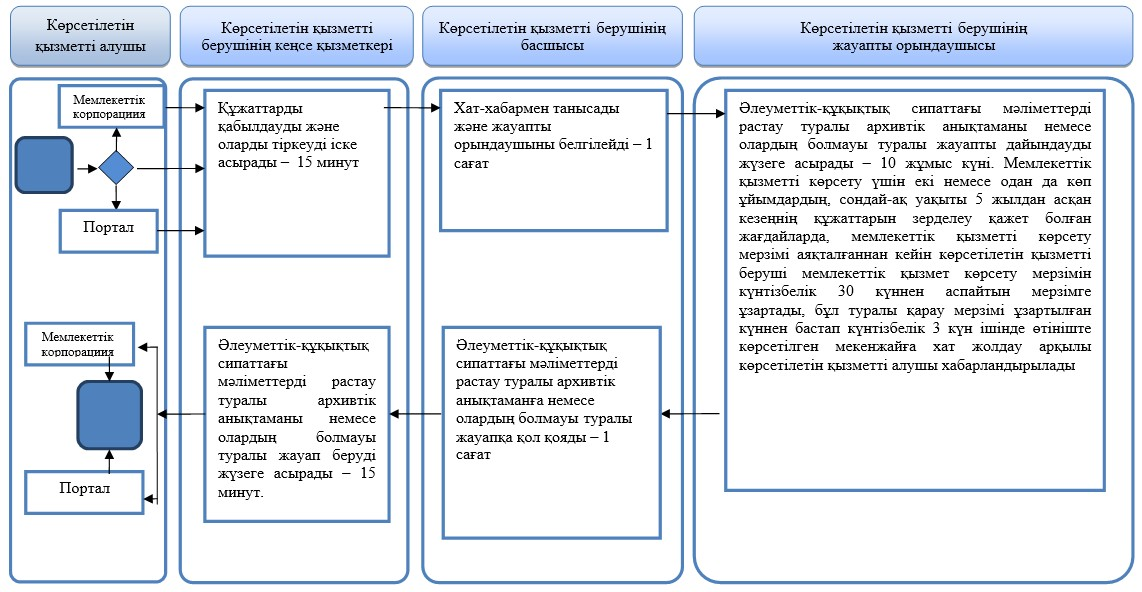 Көрсетілетін
қызметті алушы
Көрсетілетін қызметті
берушінің кеңсе қызметкері
Көрсетілетін қызметті берушінің
басшысы
Көрсетілетін қызметті берушінің
жауапты орындаушысы
Мемлекеттік
корпорациия
Портал
Құжаттарды
қабылдауды және
оларды тіркеуді іске
асырады – 15 минут
Хат-хабармен танысады
және жауапты
орындаушыны белгілейді – 1
сағат
Әлеуметтік-құқықтық сипаттағы мәліметтерді
растау туралы архивтік анықтаманы немесе
олардың болмауы туралы жауапты дайындауды
жүзеге асырады – 10 жұмыс күні. Мемлекеттік
қызметті көрсету үшін екі немесе одан да көп
ұйымдардың, сондай-ақ уақыты 5 жылдан асқан
кезеңнің құжаттарын зерделеу қажет болған
жағдайларда, мемлекеттік қызметті көрсету
мерзімі аяқталғаннан кейін көрсетілетін қызметті
беруші мемлекеттік қызмет көрсету мерзімін
күнтізбелік 30 күннен аспайтын мерзімге
ұзартады, бұл туралы қарау мерзімі ұзартылған
күннен бастап күнтізбелік 3 күн ішінде өтініште
көрсетілген мекенжайға хат жолдау арқылы
көрсетілетін қызметті алушы хабарландырылады
Мемлекеттік
корпорациия
Портал
Әлеуметтік-құқықтық
сипаттағы
мәліметтерді растау
туралы архивтік
анықтаманы немесе
олардың болмауы
туралы жауап беруді
жүзеге асырады – 15
минут.
Әлеуметтік-құқықтық
сипаттағы мәліметтерді
растау туралы архивтік
анықтамаға немесе
олардың болмауы туралы
жауапқа қол қояды – 1
сағат